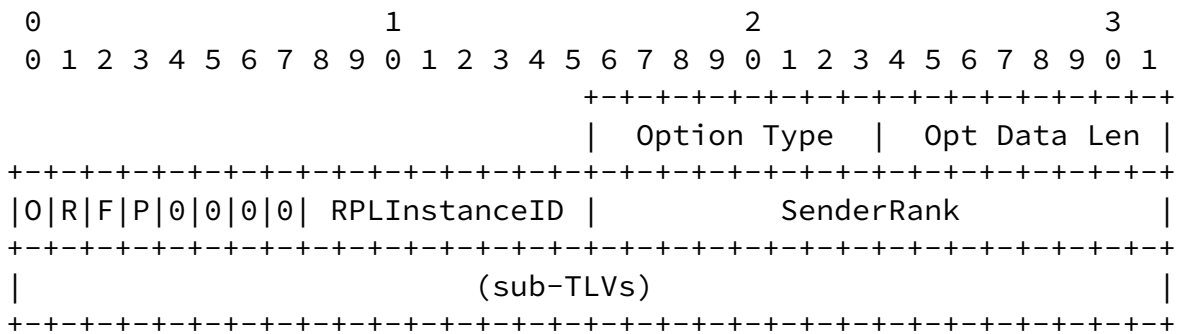 0                   1                   2                   3
 0 1 2 3 4 5 6 7 8 9 0 1 2 3 4 5 6 7 8 9 0 1 2 3 4 5 6 7 8 9 0 1
                                +-+-+-+-+-+-+-+-+-+-+-+-+-+-+-+-+
                                |  Option Type  |  Opt Data Len |
+-+-+-+-+-+-+-+-+-+-+-+-+-+-+-+-+-+-+-+-+-+-+-+-+-+-+-+-+-+-+-+-+
|O|R|F|P|0|0|0|0| RPLInstanceID |          SenderRank           |
+-+-+-+-+-+-+-+-+-+-+-+-+-+-+-+-+-+-+-+-+-+-+-+-+-+-+-+-+-+-+-+-+
|                         (sub-TLVs)                            |
+-+-+-+-+-+-+-+-+-+-+-+-+-+-+-+-+-+-+-+-+-+-+-+-+-+-+-+-+-+-+-+-+